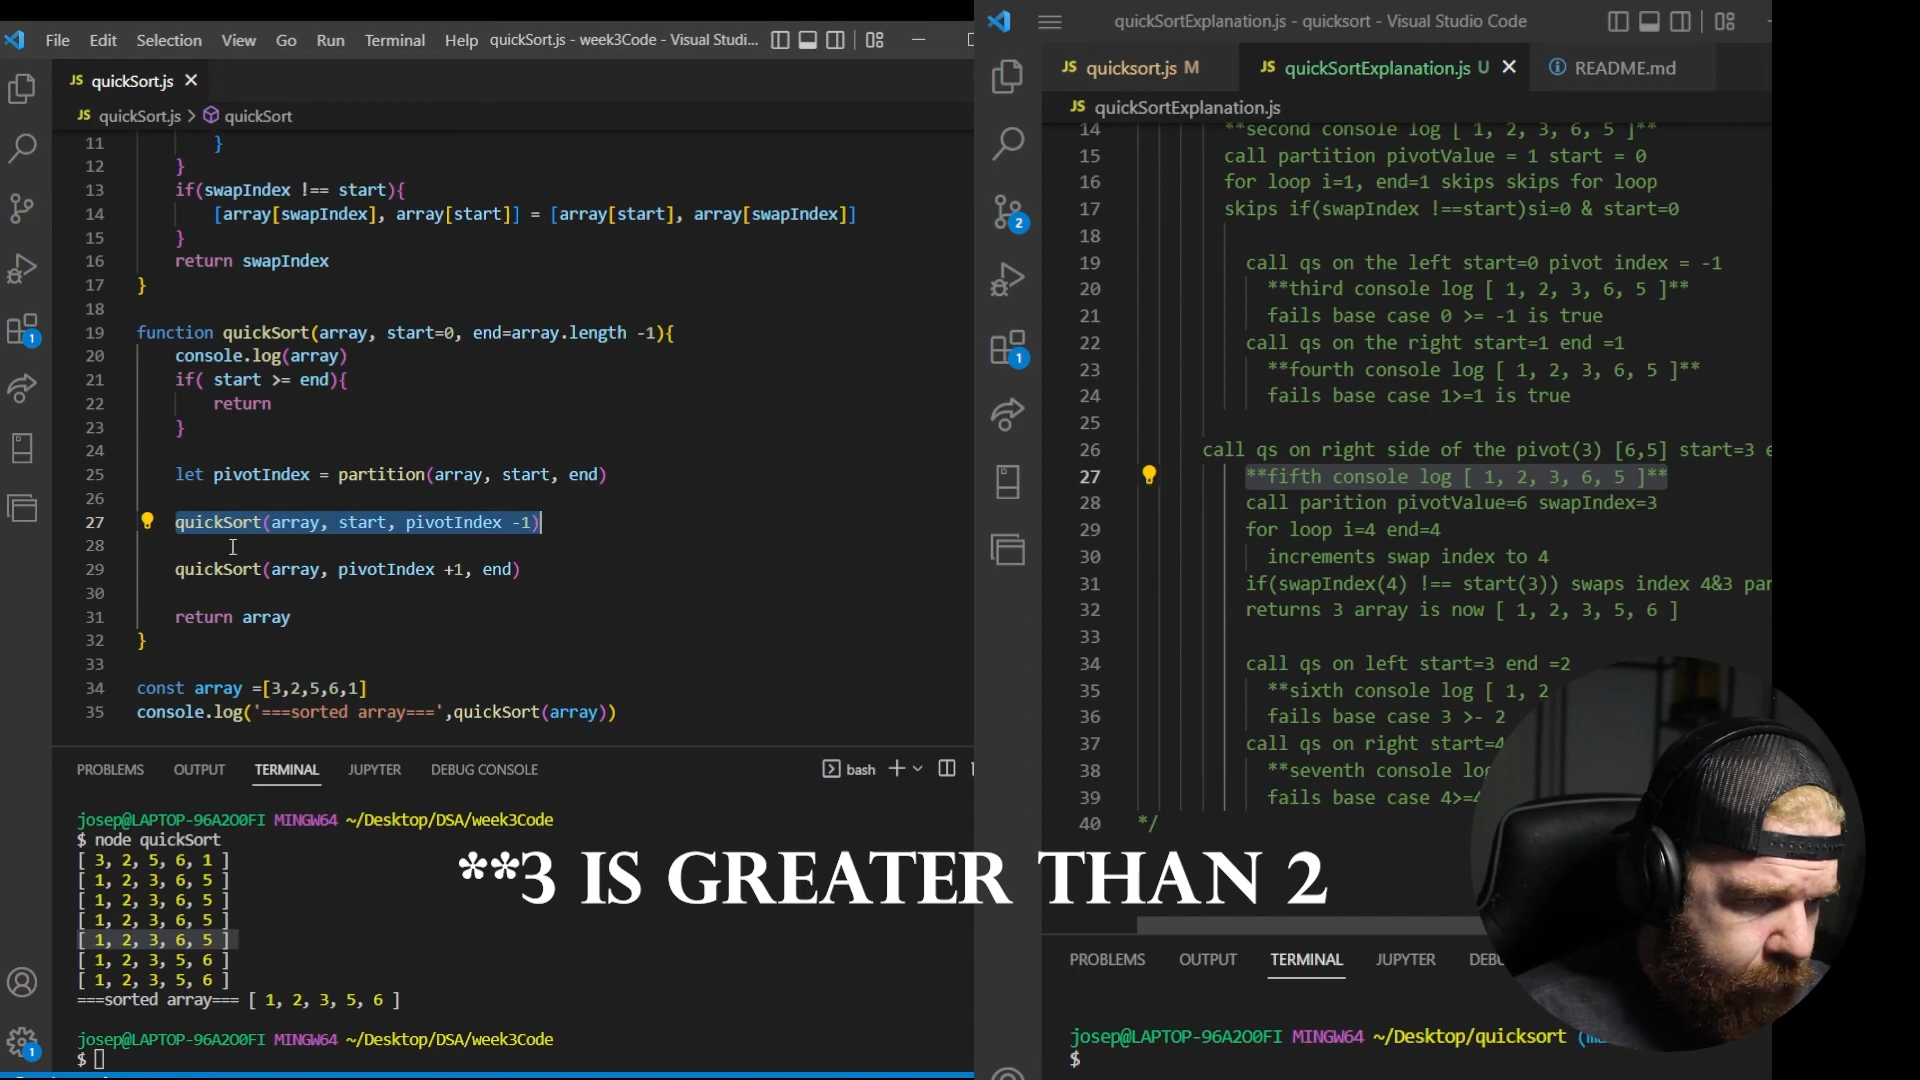 File Edit Selection View Go Run Terminal Help quickSort.js - week3Code - Visual Studi...
JS quickSort.js
JS quickSort.js > quickSort
11 }
12 }
13 if(swapIndex !== start){
14 [array[swapIndex], array[start]] = [array[start], array[swapIndex]]
15 }
16 return swapIndex
17 }
18
19 function quickSort(array, start=0, end=array.length -1){
20 console.log(array)
21 if( start >= end){
22 return
23 }
24
25 let pivotIndex = partition(array, start, end)
26
27 quickSort(array, start, pivotIndex -1)
28
29 quickSort(array, pivotIndex +1, end)
30
31 return array
32 }
33
34 const array =[3,2,5,6,1]
35 console.log('===sorted array===',quickSort(array))
PROBLEMS OUTPUT TERMINAL JUPYTER DEBUG CONSOLE
bash
josep@LAPTOP-96A2O0FI MINGW64 ~/Desktop/DSA/week3Code
$ node quickSort
[ 3, 2, 5, 6, 1 ]
[ 1, 2, 3, 6, 5 ]
[ 1, 2, 3, 6, 5 ]
[ 1, 2, 3, 6, 5 ]
[ 1, 2, 3, 6, 5 ]
[ 1, 2, 3, 5, 6 ]
[ 1, 2, 3, 5, 6 ]
===sorted array=== [ 1, 2, 3, 5, 6 ]
josep@LAPTOP-96A2O0FI MINGW64 ~/Desktop/DSA/week3Code
$
1
1
quickSortExplanation.js - quicksort - Visual Studio Code
JS quicksort.js M JS quickSortExplanation.js U README.md
JS quickSortExplanation.js
14 **second console log [ 1, 2, 3, 6, 5 ]**
15 call partition pivotValue = 1 start = 0
16 for loop i=1, end=1 skips skips for loop
17 skips if(swapIndex !==start)si=0 & start=0
18
19 call qs on the left start=0 pivot index = -1
20 **third console log [ 1, 2, 3, 6, 5 ]**
21 fails base case 0 >= -1 is true
22 call qs on the right start=1 end =1
23 **fourth console log [ 1, 2, 3, 6, 5 ]**
24 fails base case 1>=1 is true
25
26 call qs on right side of the pivot(3) [6,5] start=3 e
27 **fifth console log [ 1, 2, 3, 6, 5 ]**
28 call parition pivotValue=6 swapIndex=3
29 for loop i=4 end=4
30 increments swap index to 4
31 if(swapIndex(4) !== start(3)) swaps index 4&3 par
32 returns 3 array is now [ 1, 2, 3, 5, 6 ]
33
34 call qs on left start=3 end =2
35 **sixth console log [ 1, 2
36 fails base case 3 >- 2
37 call qs on right start=4
38 **seventh console log
39 fails base case 4>=4
40 */
2
1
PROBLEMS OUTPUT TERMINAL JUPYTER DEBU
josep@LAPTOP-96A2O0FI MINGW64 ~/Desktop/quicksort
$
**3 IS GREATER THAN 2